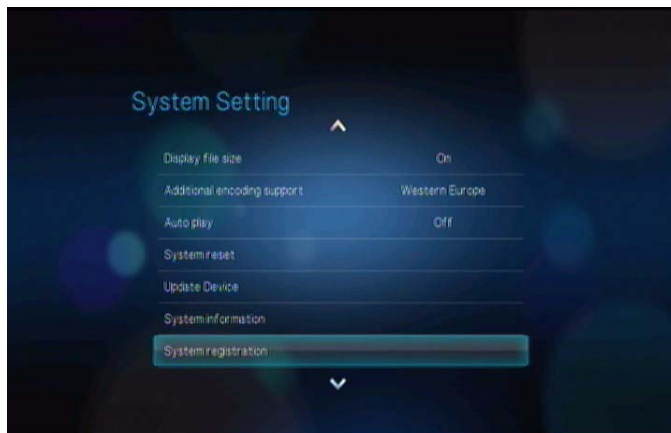 System Setting
Display file size On
Additional encoding support Western Europe
Auto play Off
System reset
Update Device
System information
System registration